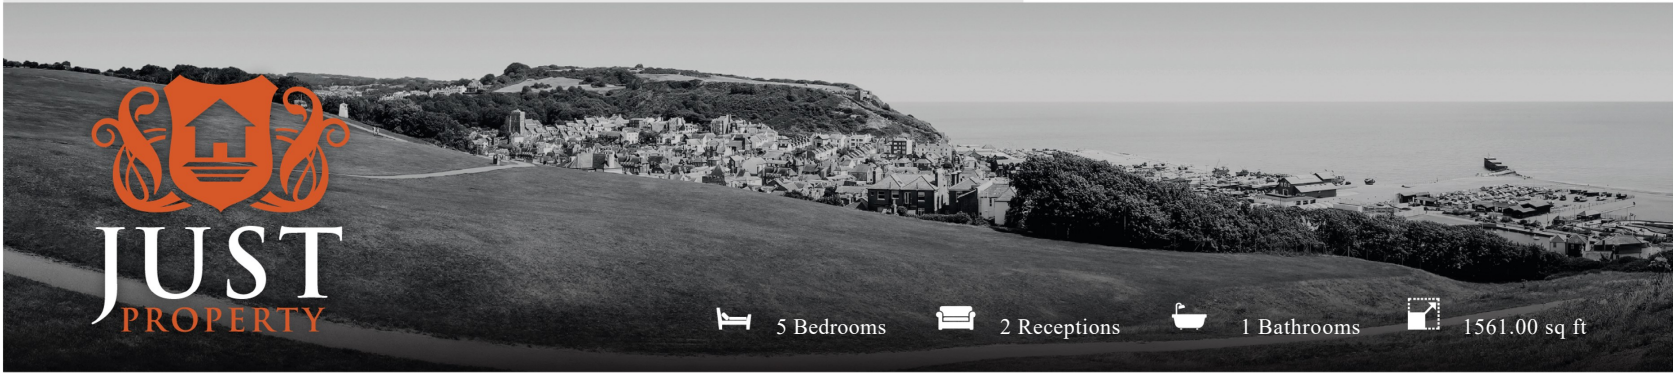 JUST
PROPERTY
5 Bedrooms
2 Receptions
1 Bathrooms
1561.00 sq ft